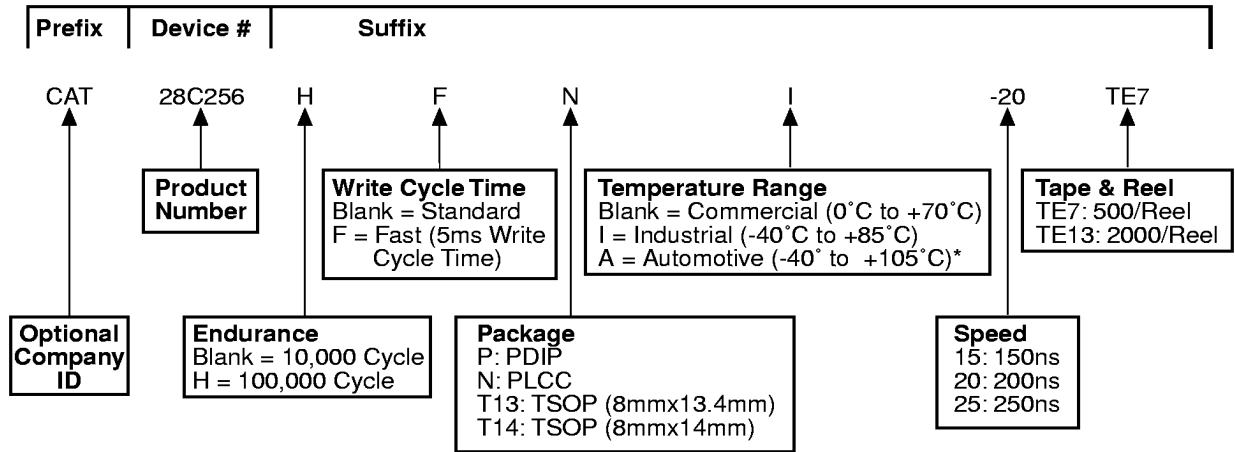 Prefix Device # Suffix
CAT 28C256 H F N I -20 TE7
Product
Number
Write Cycle Time
Blank = Standard
F = Fast (5ms Write
Cycle Time)
Temperature Range
Blank = Commercial (0˚C to +70˚C)
I = Industrial (-40˚C to +85˚C)
A = Automotive (-40˚ to +105˚C)*
Tape & Reel
TE7: 500/Reel
TE13: 2000/Reel
Optional
Company
ID
Endurance
Blank = 10,000 Cycle
H = 100,000 Cycle
Package
P: PDIP
N: PLCC
T13: TSOP (8mmx13.4mm)
T14: TSOP (8mmx14mm)
Speed
15: 150ns
20: 200ns
25: 250ns